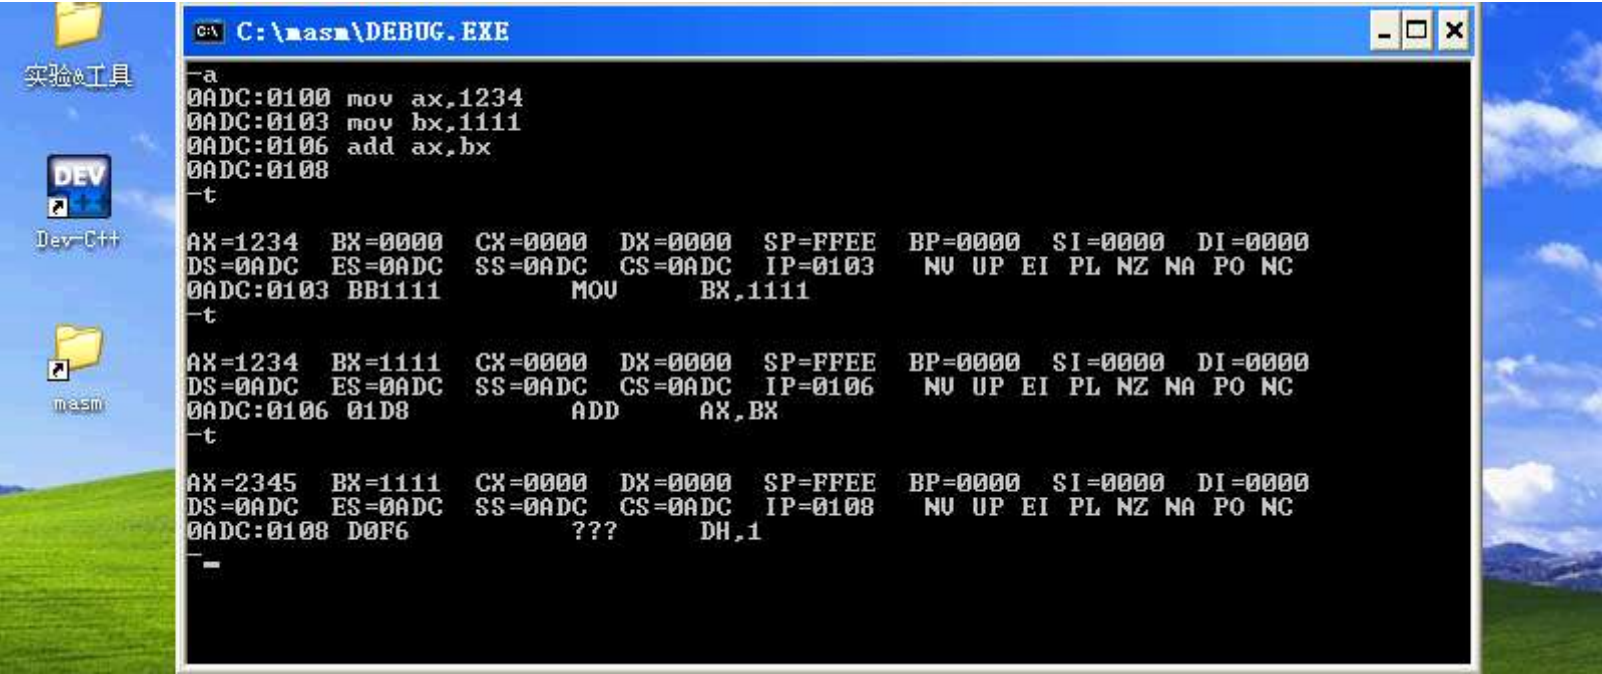 实验&工具
DEV
C++
Dev-C++
masm
C:\masm\DEBUG.EXE
-a
0ADC:0100 mov ax,1234
0ADC:0103 mov bx,1111
0ADC:0106 add ax,bx
0ADC:0108
-t
AX=1234  BX=0000  CX=0000  DX=0000  SP=FFEE  BP=0000  SI=0000  DI=0000
DS=0ADC  ES=0ADC  SS=0ADC  CS=0ADC  IP=0103   NV UP EI PL NZ NA PO NC
0ADC:0103 BB1111        MOV     BX,1111
-t
AX=1234  BX=1111  CX=0000  DX=0000  SP=FFEE  BP=0000  SI=0000  DI=0000
DS=0ADC  ES=0ADC  SS=0ADC  CS=0ADC  IP=0106   NV UP EI PL NZ NA PO NC
0ADC:0106 01D8          ADD     AX,BX
-t
AX=2345  BX=1111  CX=0000  DX=0000  SP=FFEE  BP=0000  SI=0000  DI=0000
DS=0ADC  ES=0ADC  SS=0ADC  CS=0ADC  IP=0108   NV UP EI PL NZ NA PO NC
0ADC:0108 D0F6          ???     DH,1
-